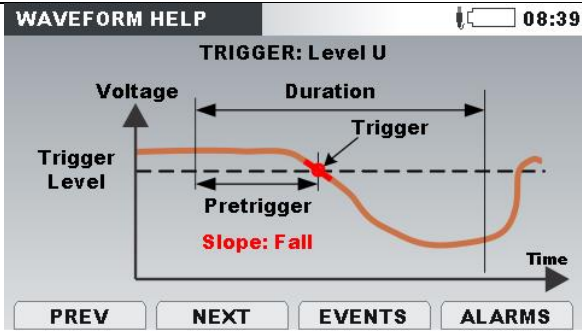 WAVEFORM HELP
08:39
TRIGGER: Level U
Voltage
Duration
Trigger
Trigger
Level
Pretrigger
Slope: Fall
Time
PREV
NEXT
EVENTS
ALARMS